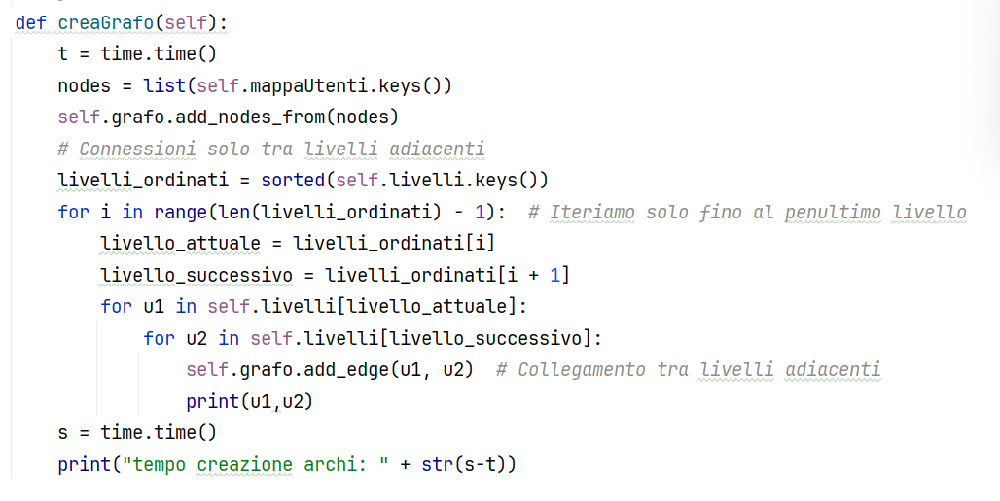 def creaGrafo(self):
    t = time.time()
    nodes = list(self.mappaUtenti.keys())
    self.grafo.add_nodes_from(nodes)
    # Connessioni solo tra livelli adiacenti
    livelli_ordinati = sorted(self.livelli.keys())
    for i in range(len(livelli_ordinati) - 1):  # Iteriamo solo fino al penultimo livello
        livello_attuale = livelli_ordinati[i]
        livello_successivo = livelli_ordinati[i + 1]
        for u1 in self.livelli[livello_attuale]:
            for u2 in self.livelli[livello_successivo]:
                self.grafo.add_edge(u1, u2)  # Collegamento tra livelli adiacenti
                print(u1,u2)
    s = time.time()
    print("tempo creazione archi: " + str(s-t))